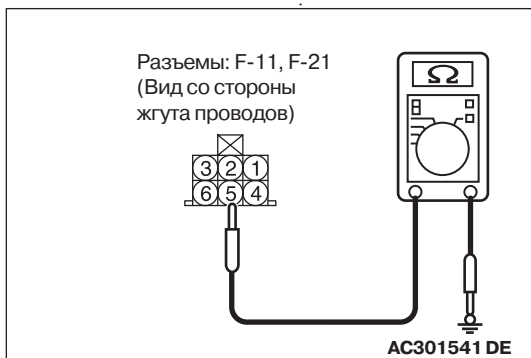 Разъемы: F-11, F-21
(Вид со стороны
жгута проводов)
Ω
3 2 1
6 5 4
AC301541 DE